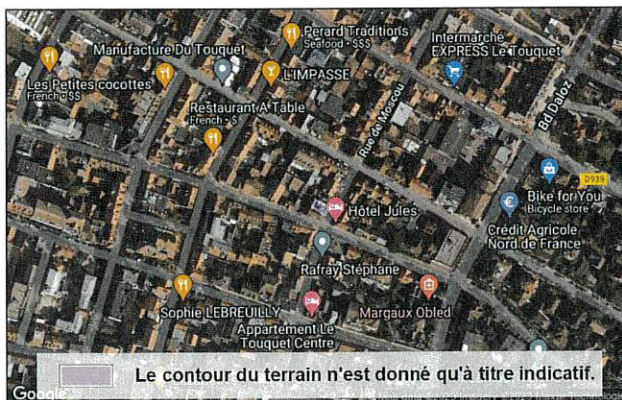 Perard Traditions
Seafood · $$$
Intermarché
EXPRESS Le Touquet
Manufacture Du Touquet
L'IMPASSE
Les Petites cocottes
French · $$
Restaurant A Table
French · $
Rue de Moscou
Bd Daloz
D939
Bike for You
Bicycle store
Hôtel Jules
Crédit Agricole
Nord de France
Rafray Stéphane
Sophie LEBREUILLY
Margaux Obled
Appartement Le
Touquet Centre
Le contour du terrain n'est donné qu'à titre indicatif.
Google